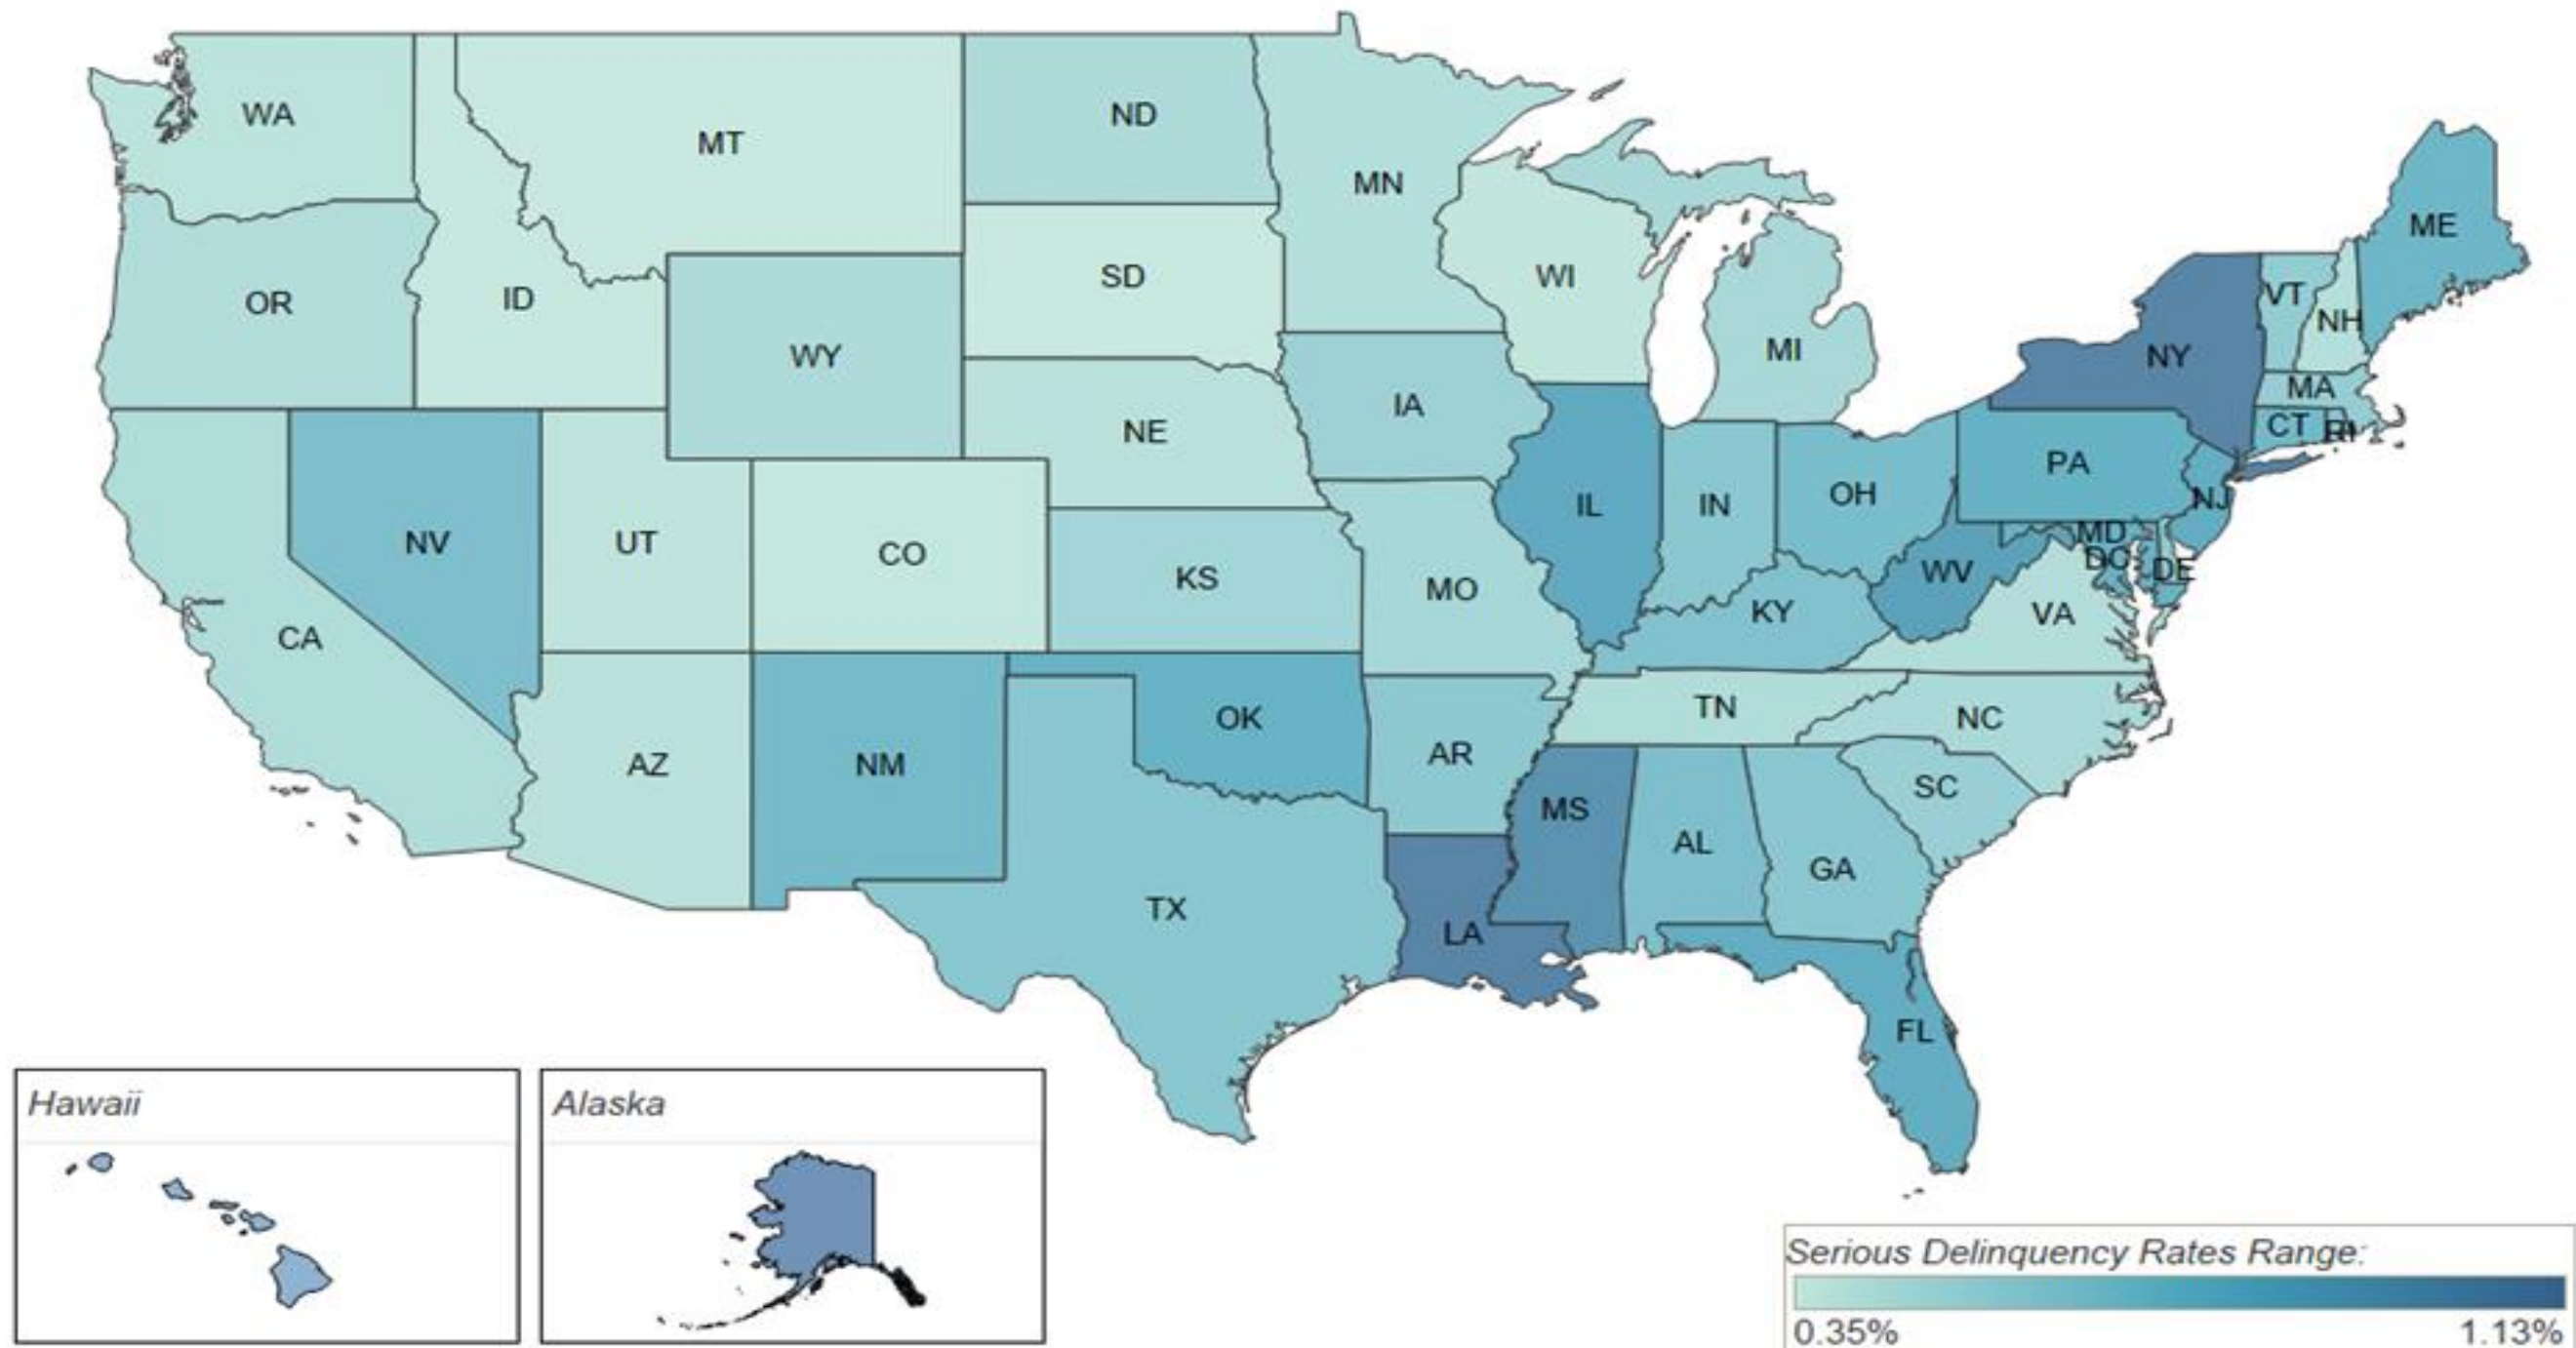 WA
MT
ND
MN
ME
OR
ID
SD
WI
VT
NH
WY
MI
NY
MA
IA
NE
CT
RI
PA
NV
UT
CO
IL
IN
OH
NJ
KS
MO
MD
DC
WV
DE
CA
KY
VA
OK
TN
NC
AZ
NM
AR
SC
MS
AL
GA
TX
LA
FL
Hawaii
Alaska
Serious Delinquency Rates Range:
0.35% 1.13%